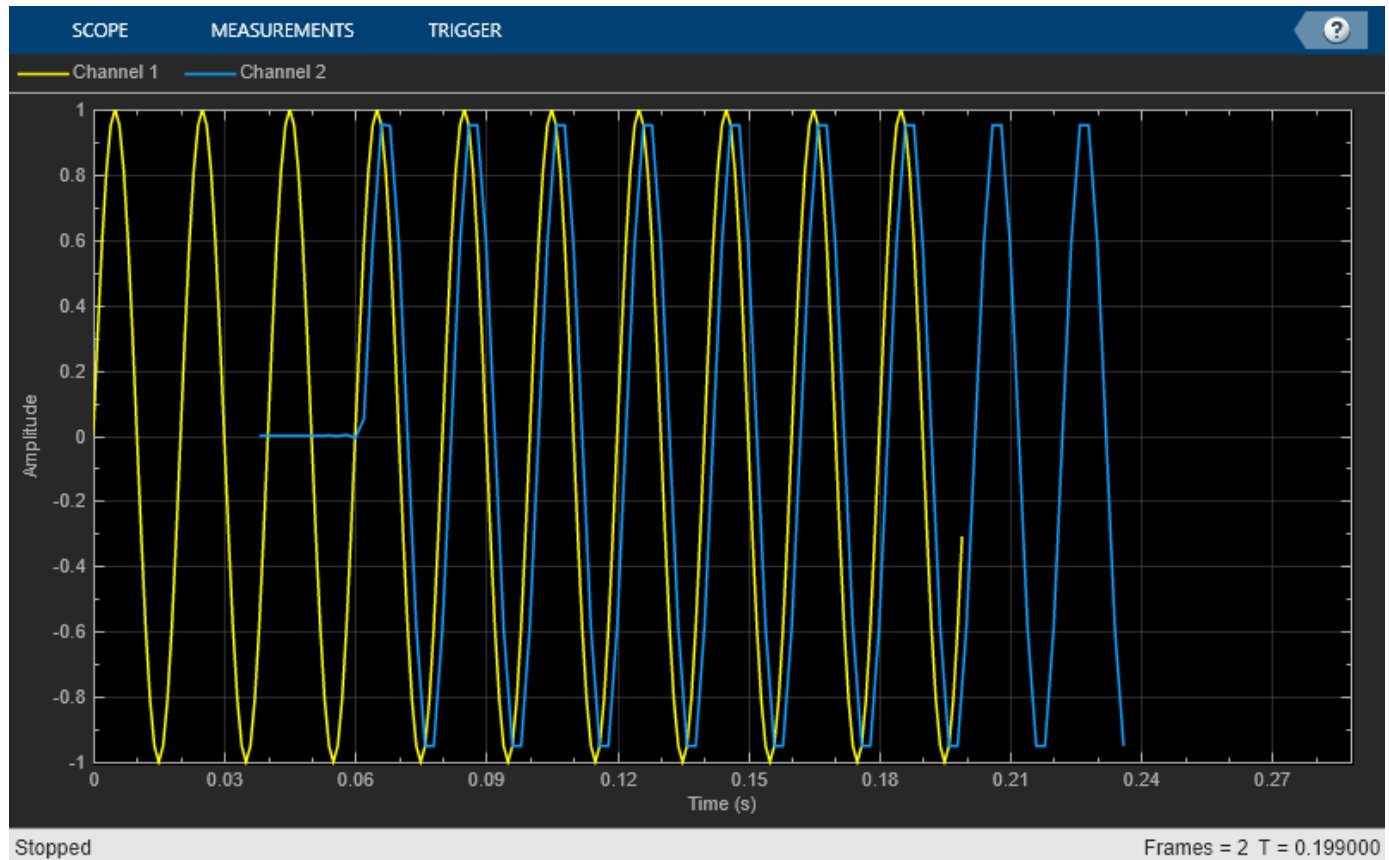 SCOPE MEASUREMENTS TRIGGER ?
Channel 1 Channel 2
1
0.8
0.6
0.4
0.2
0
-0.2
-0.4
-0.6
-0.8
-1
Amplitude
0 0.03 0.06 0.09 0.12 0.15 0.18 0.21 0.24 0.27
Time (s)
Stopped Frames = 2 T = 0.199000